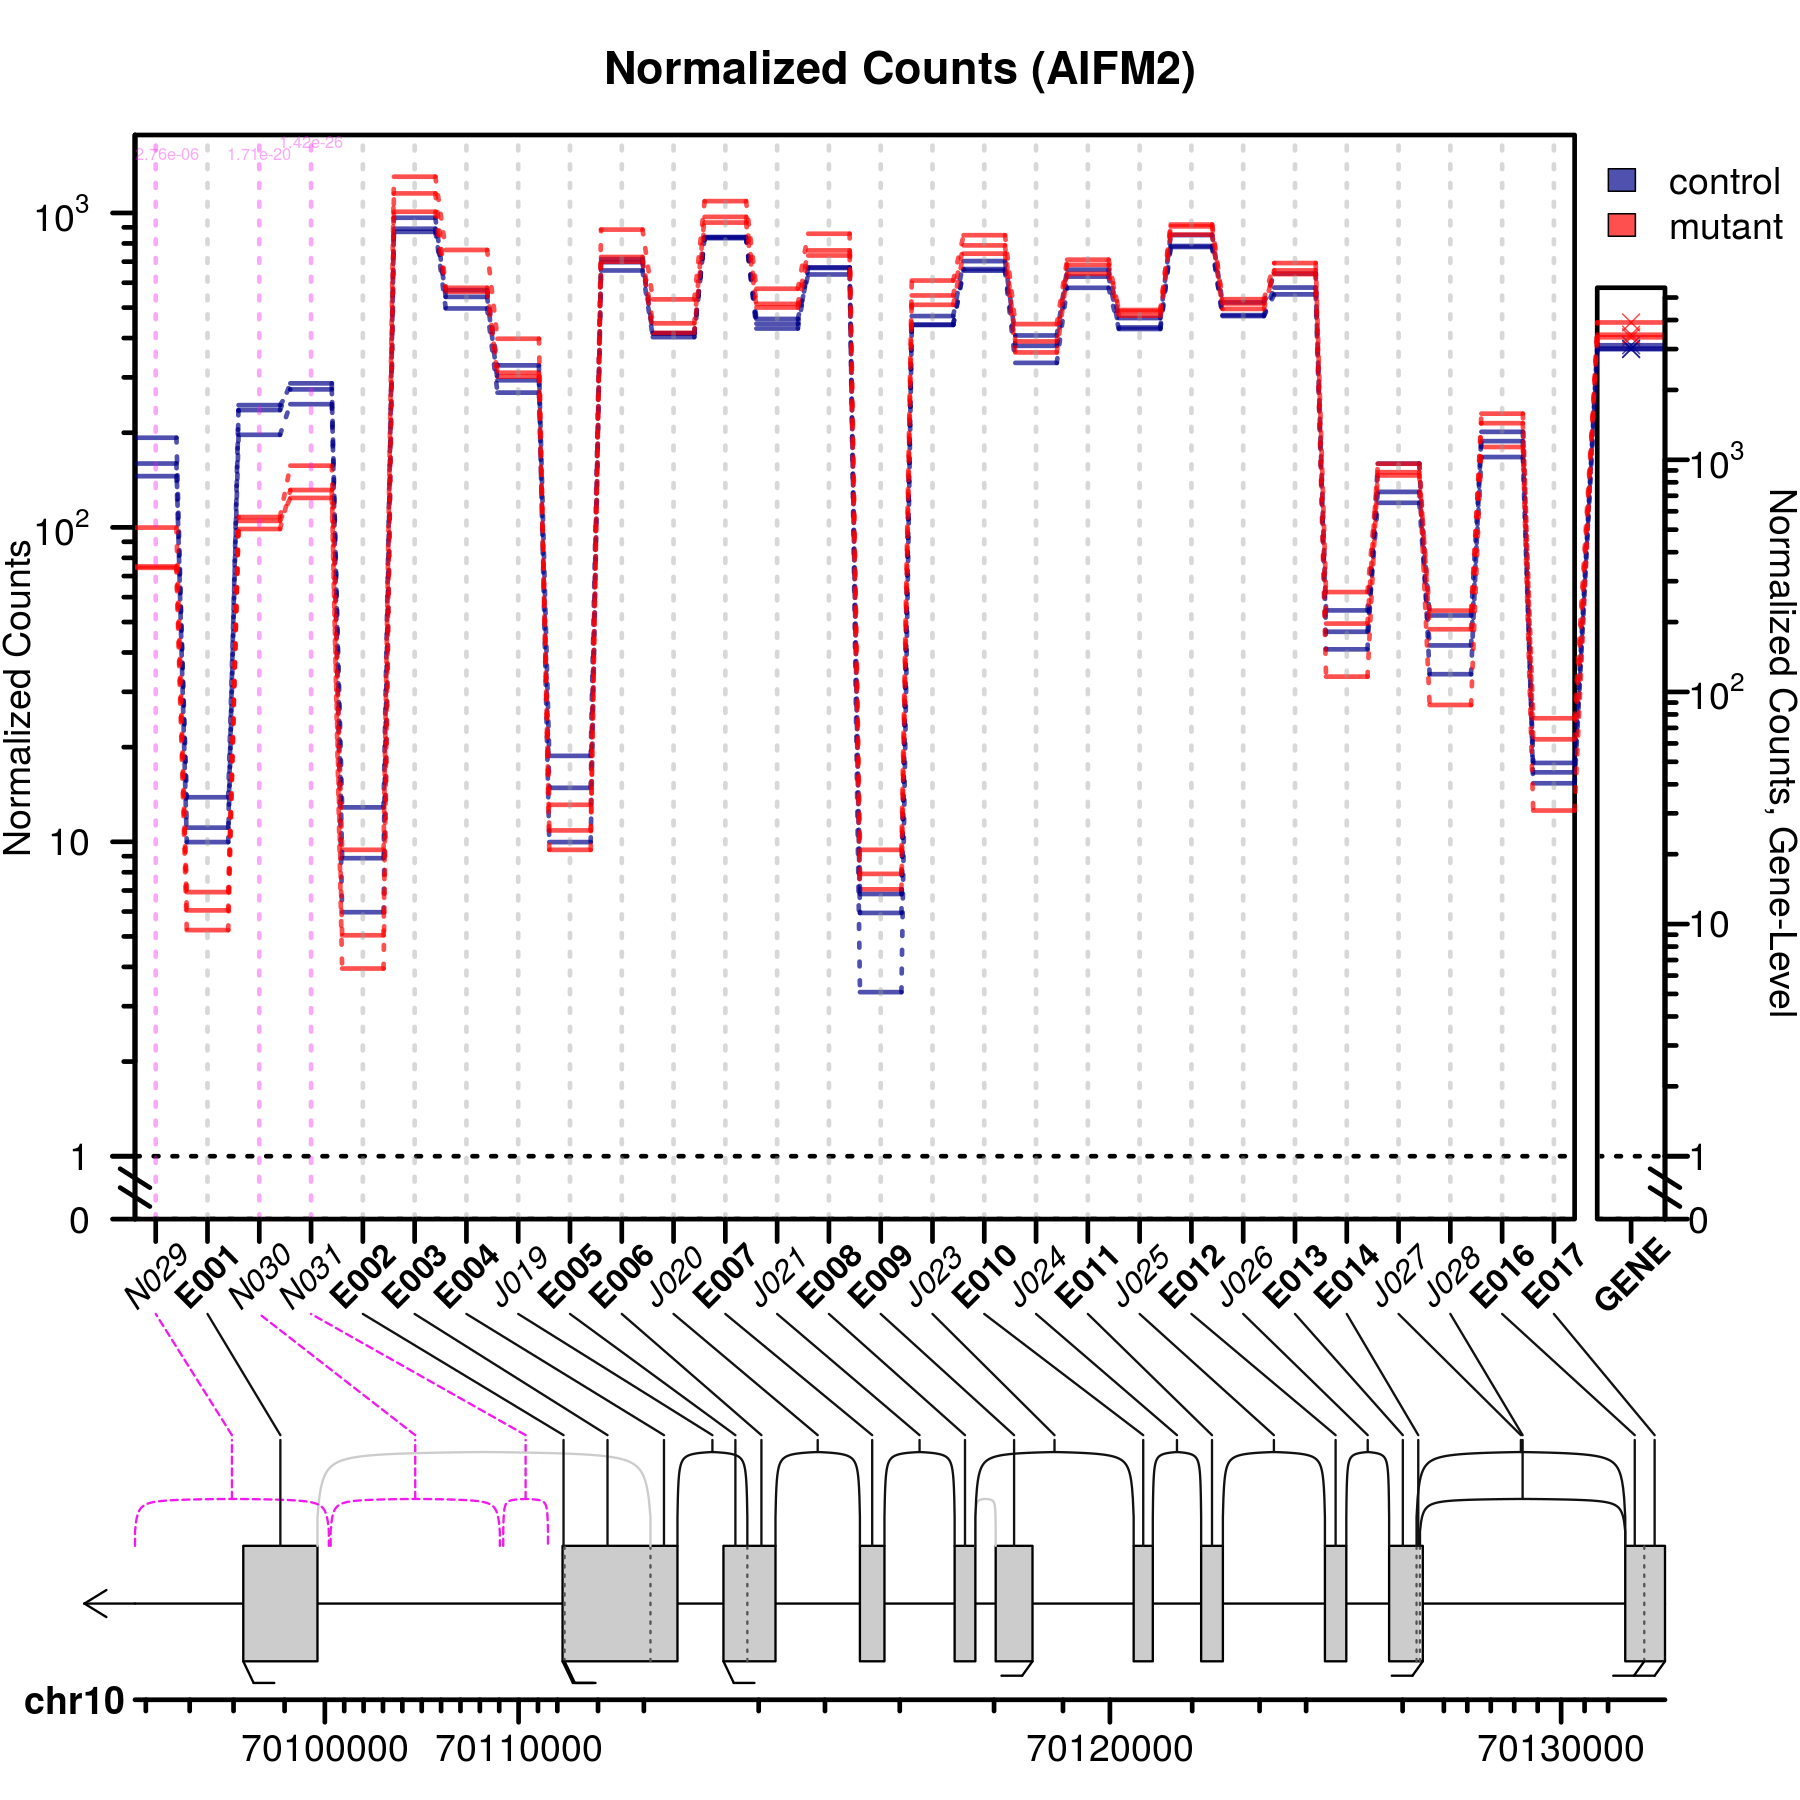 Normalized Counts (AIFM2)
2.76e-06
1.71e-20
1.42e-26
control
mutant
Normalized Counts
10³
10²
10
1
0
Normalized Counts, Gene-Level
10³
10²
10
1
0
N029 E001 N030 N031 E002 E003 E004 J019 E005 E006 J020 E007 J021 E008 E009 J023 E010 J024 E011 J025 E012 J026 E013 E014 J027 J028 E016 E017 GENE
chr10
70100000 70110000 70120000 70130000